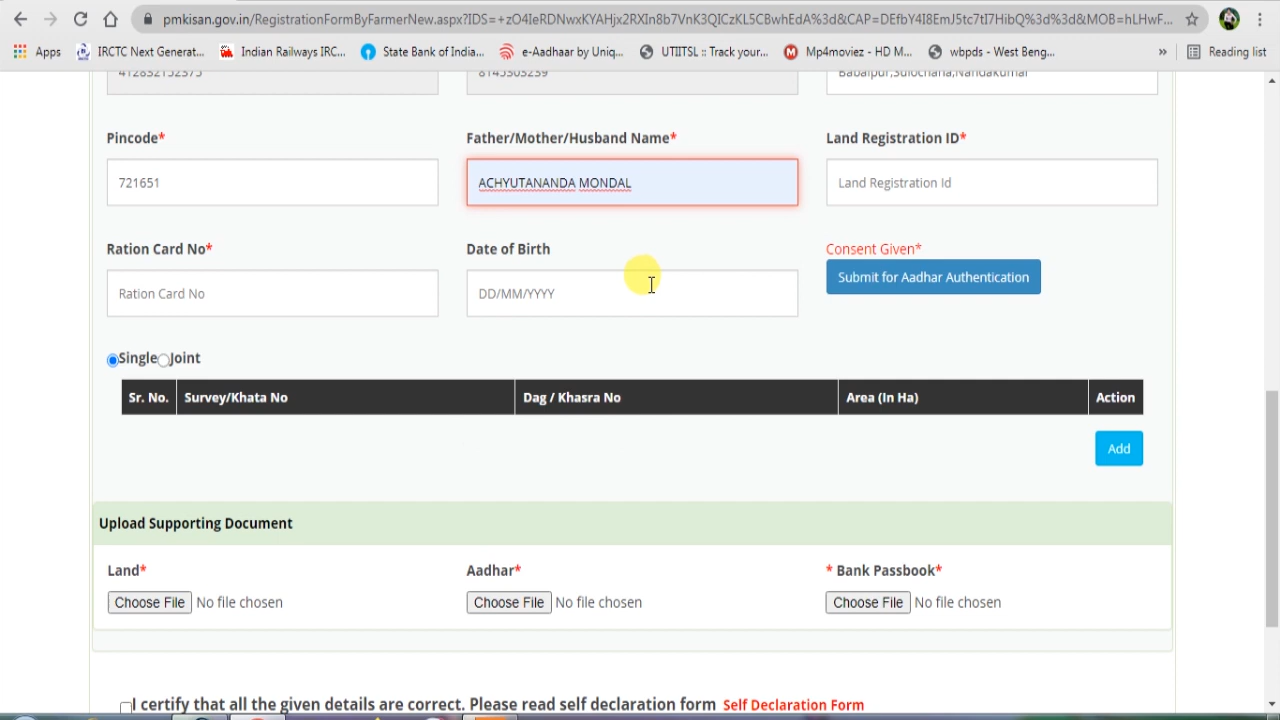 pmkisan.gov.in/RegistrationFormByFarmerNew.aspx?IDS=+zO4IeRDNwxKYAHjx2RXIn8b7VnK3QICzKL5CBwhEdA%3d&CAP=DEfbY4I8EmJ5tc7tI7HibQ%3d%3d&MOB=hLHwF...
Apps IRCTC Next Generat... Indian Railways IRC... State Bank of India... e-Aadhaar by Uniq... UTIITSL :: Track your... Mp4moviez - HD M... wbpds - West Beng... » Reading list
412832152375 8145303239 Babalpur,Sulochana,Nandakumar
Pincode* Father/Mother/Husband Name* Land Registration ID*
721651 ACHYUTANANDA MONDAL Land Registration Id
Ration Card No* Date of Birth Consent Given*
Ration Card No DD/MM/YYYY Submit for Aadhar Authentication
Single Joint
Sr. No. Survey/Khata No Dag / Khasra No Area (In Ha) Action
Add
Upload Supporting Document
Land* Aadhar* * Bank Passbook*
Choose File No file chosen Choose File No file chosen Choose File No file chosen
I certify that all the given details are correct. Please read self declaration form Self Declaration Form